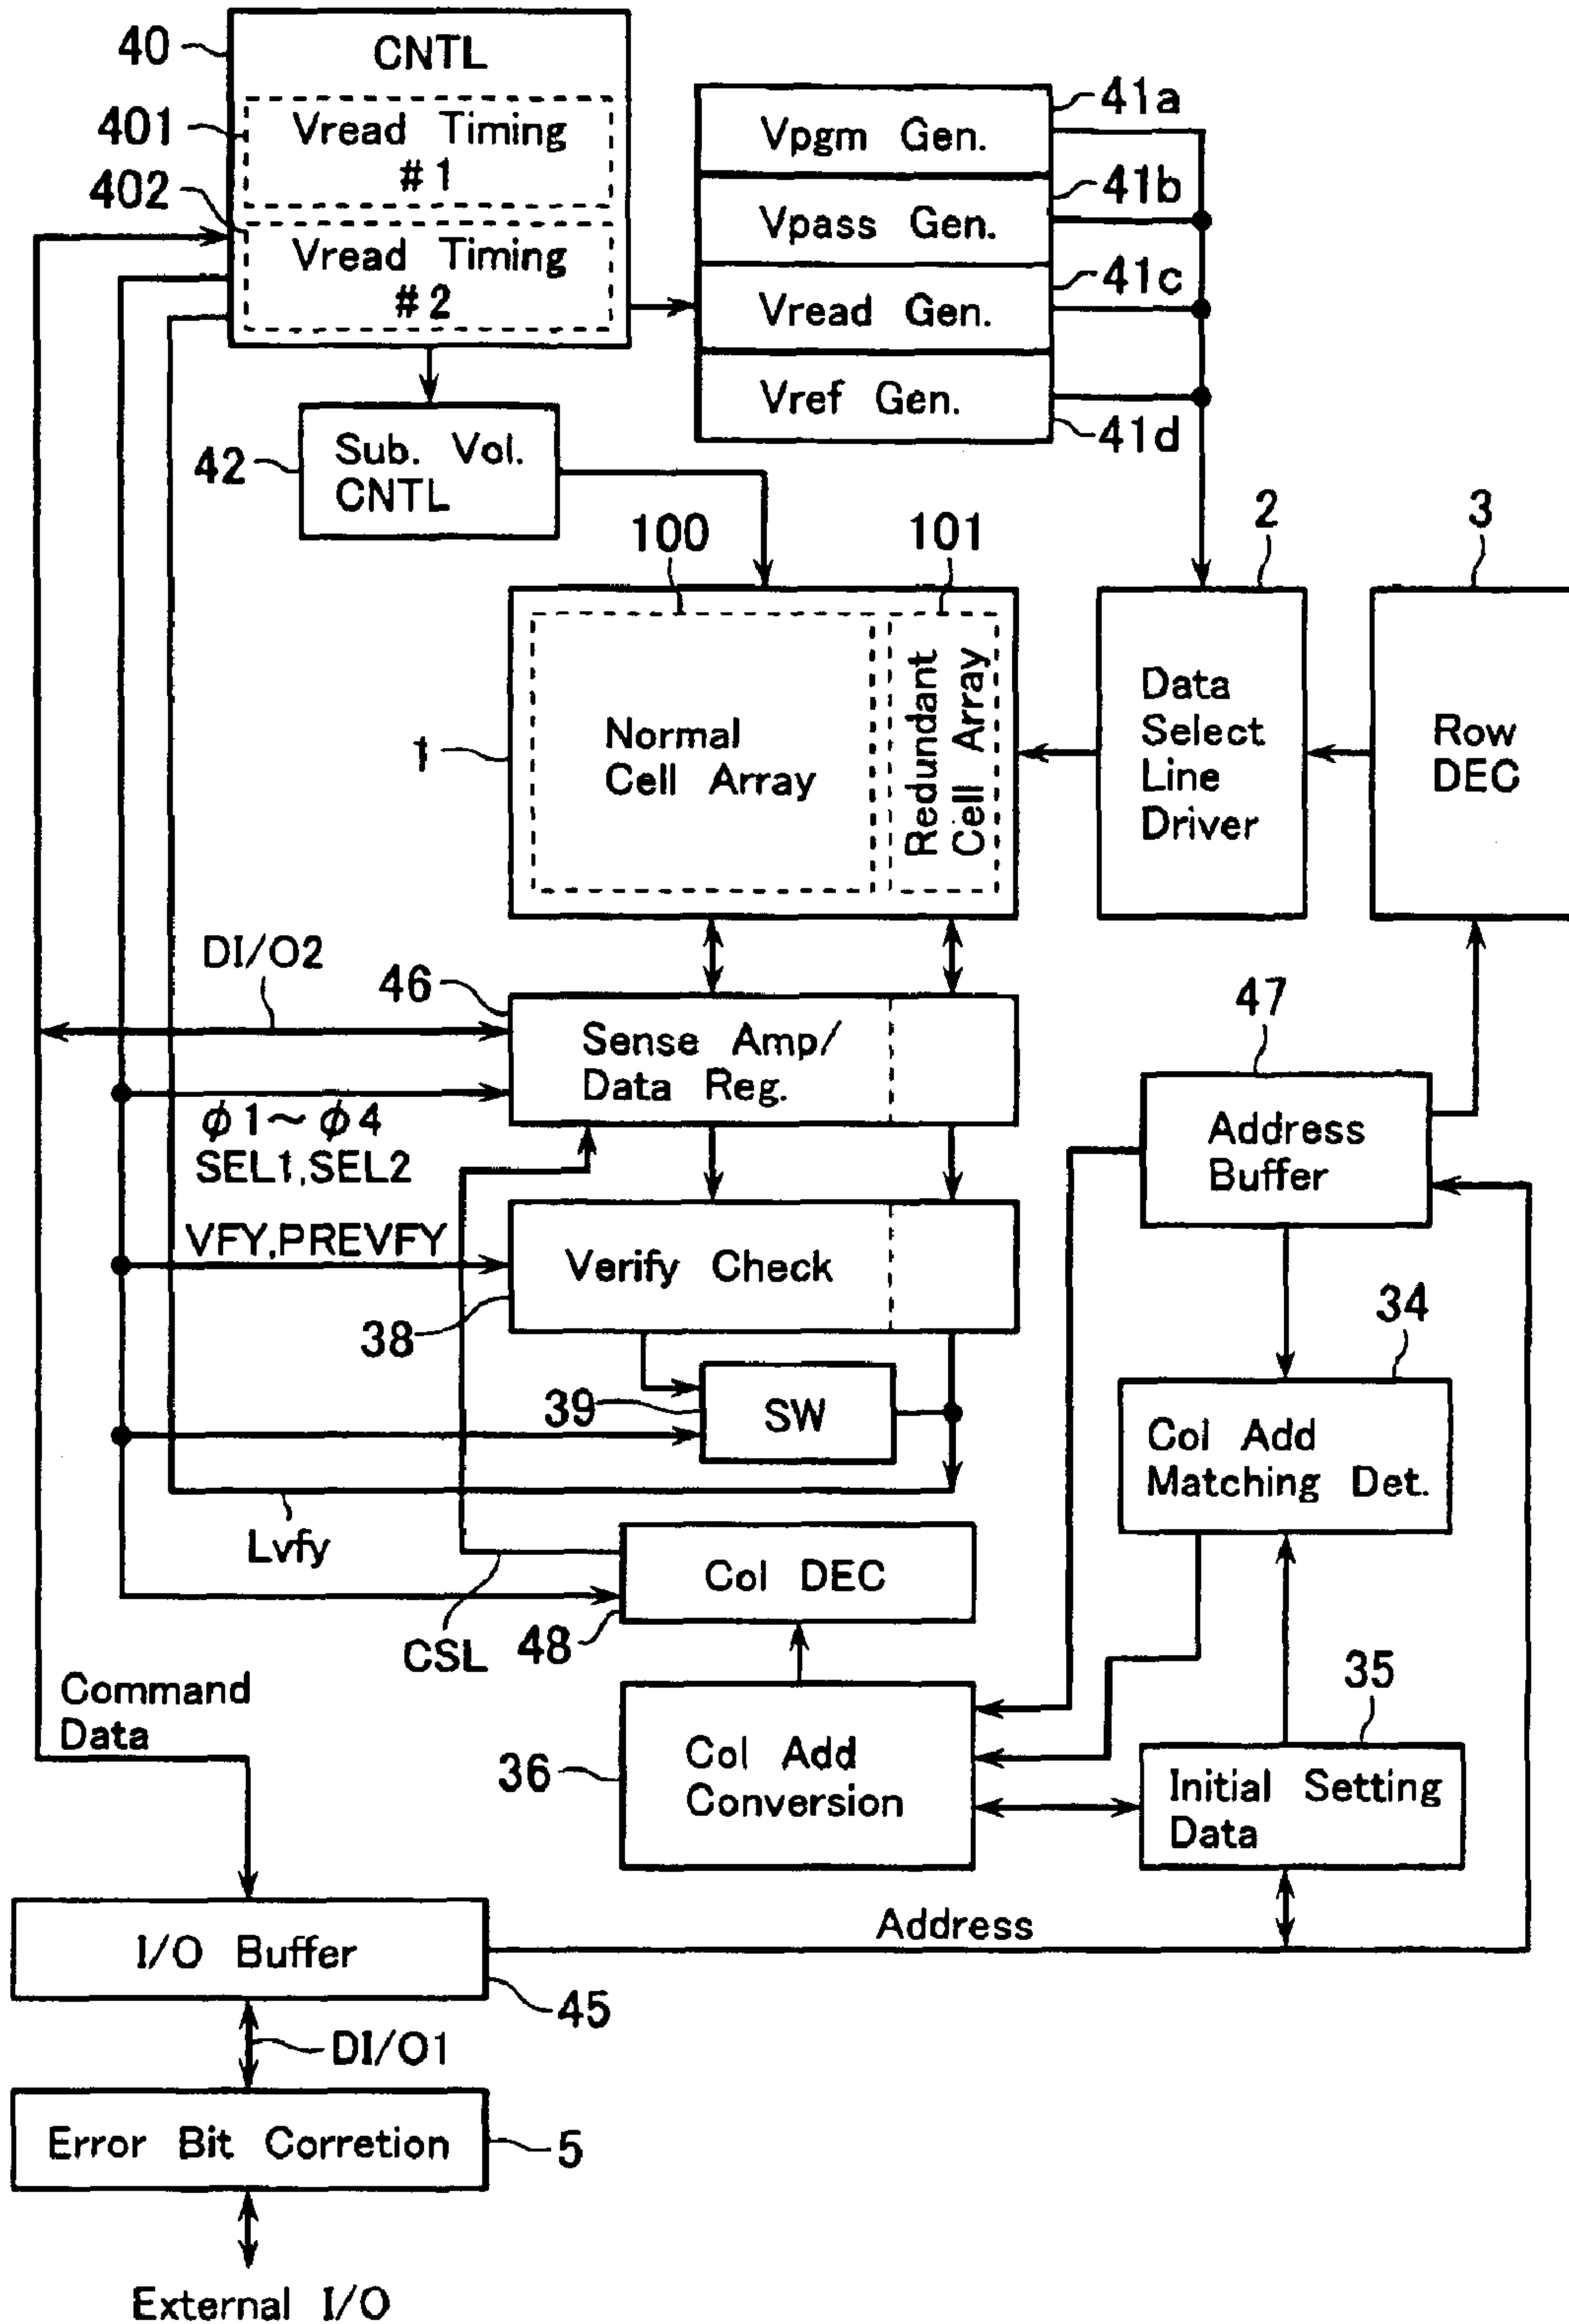 40
CNTL
401
Vread Timing
#1
402
Vread Timing
#2
Vpgm Gen.
41a
Vpass Gen.
41b
Vread Gen.
41c
Vref Gen.
41d
42
Sub. Vol.
CNTL
100
101
2
3
1
Normal
Cell Array
Redundant
Cell Array
Data
Select
Line
Driver
Row
DEC
DI/O2
46
Sense Amp/
Data Reg.
47
Address
Buffer
φ1~φ4
SEL1,SEL2
VFY,PREVFY
Verify Check
38
34
39
SW
Col Add
Matching Det.
Lvfy
Col DEC
CSL
48
Command
Data
35
36
Col Add
Conversion
Initial Setting
Data
Address
I/O Buffer
45
DI/O1
Error Bit Corretion
5
External I/O